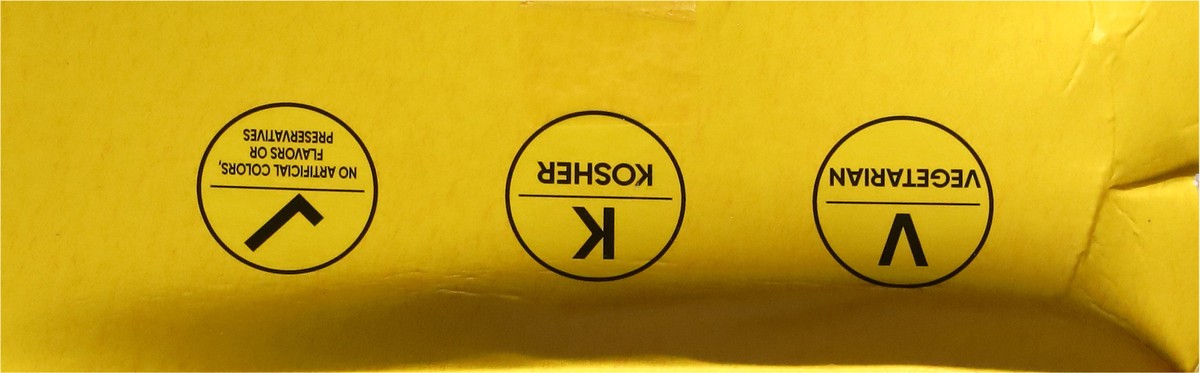 V
VEGETARIAN
K
KOSHER
NO ARTIFICIAL COLORS,
FLAVORS OR
PRESERVATIVES